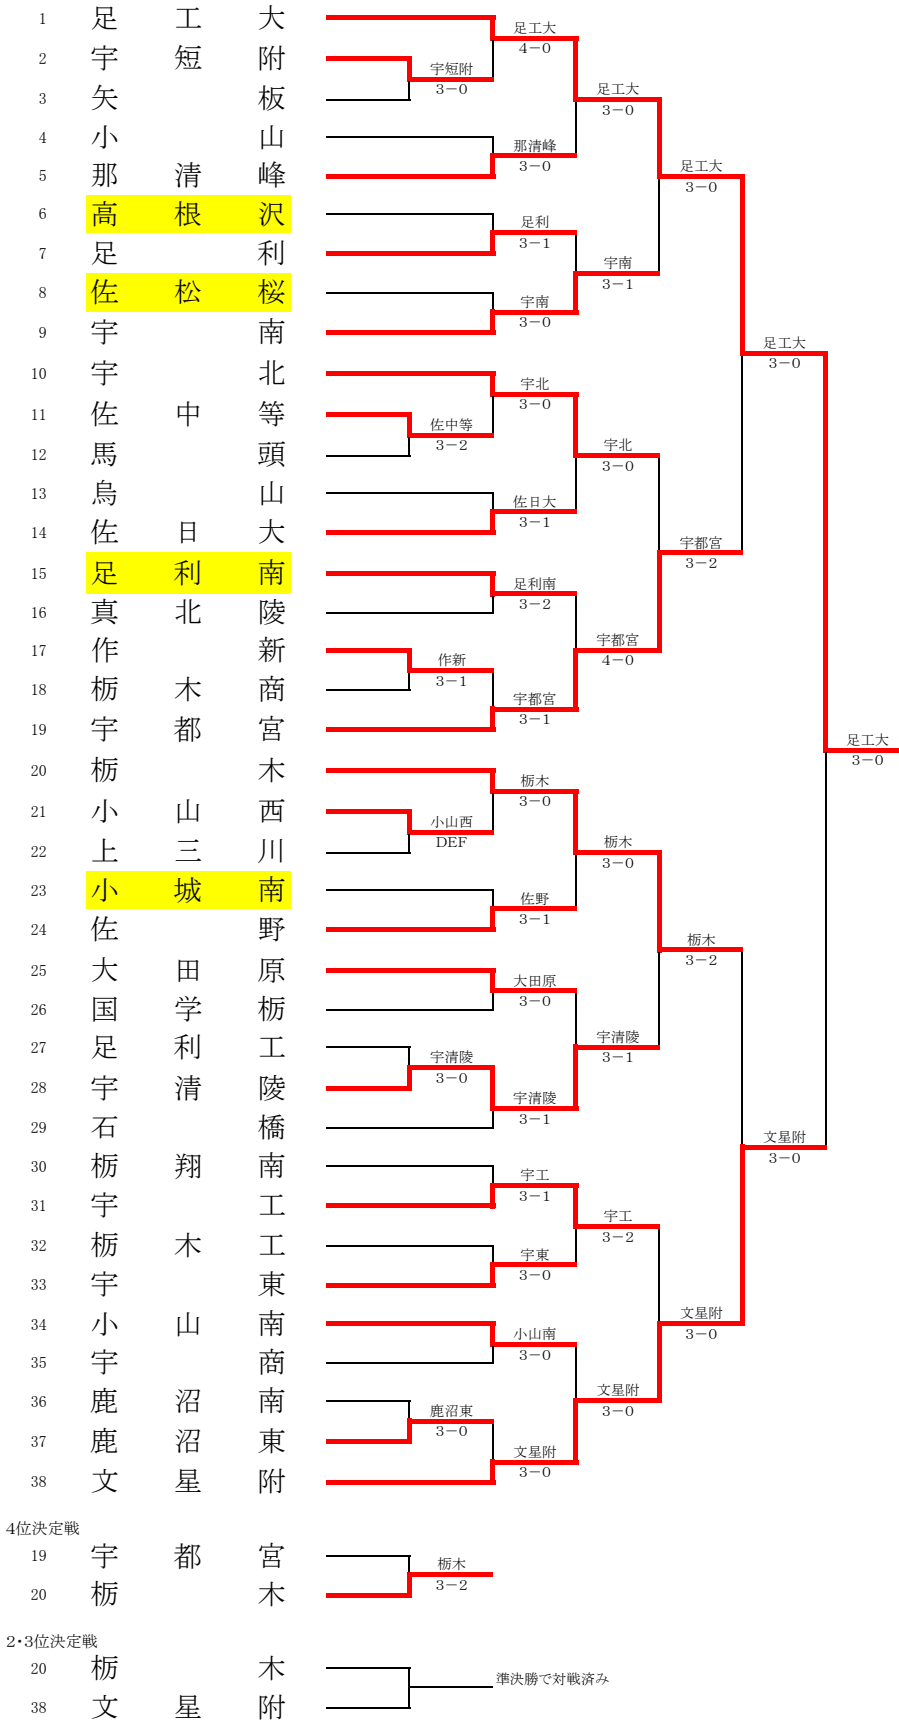 1 足工大
2 宇短附
3 矢板
4 小山
5 那清峰
6 高根沢
7 足利
8 佐松桜
9 宇南
10 宇北
11 佐中等
12 馬頭
13 烏山
14 佐日大
15 足利南
16 真北陵
17 作新
18 栃木商
19 宇都宮
20 栃木
21 小山西
22 上三川
23 小城南
24 佐野
25 大田原
26 国学栃
27 足利工
28 宇清陵
29 石橋
30 栃翔南
31 宇工
32 栃木工
33 宇東
34 小山南
35 宇商
36 鹿沼南
37 鹿沼東
38 文星附
宇短附
3-0
佐中等
3-2
作新
3-1
小山西
DEF
宇清陵
3-0
鹿沼東
3-0
足工大
4-0
那清峰
3-0
足利
3-1
宇南
3-0
宇北
3-0
佐日大
3-1
足利南
3-2
宇都宮
3-1
栃木
3-0
佐野
3-1
大田原
3-0
宇清陵
3-1
宇工
3-1
宇東
3-0
小山南
3-0
文星附
3-0
足工大
3-0
宇南
3-1
宇北
3-0
宇都宮
4-0
栃木
3-0
宇清陵
3-1
宇工
3-2
文星附
3-0
足工大
3-0
宇都宮
3-2
栃木
3-2
文星附
3-0
足工大
3-0
文星附
3-0
足工大
3-0
4位決定戦
19 宇都宮
20 栃木
栃木
3-2
2・3位決定戦
20 栃木
38 文星附
準決勝で対戦済み